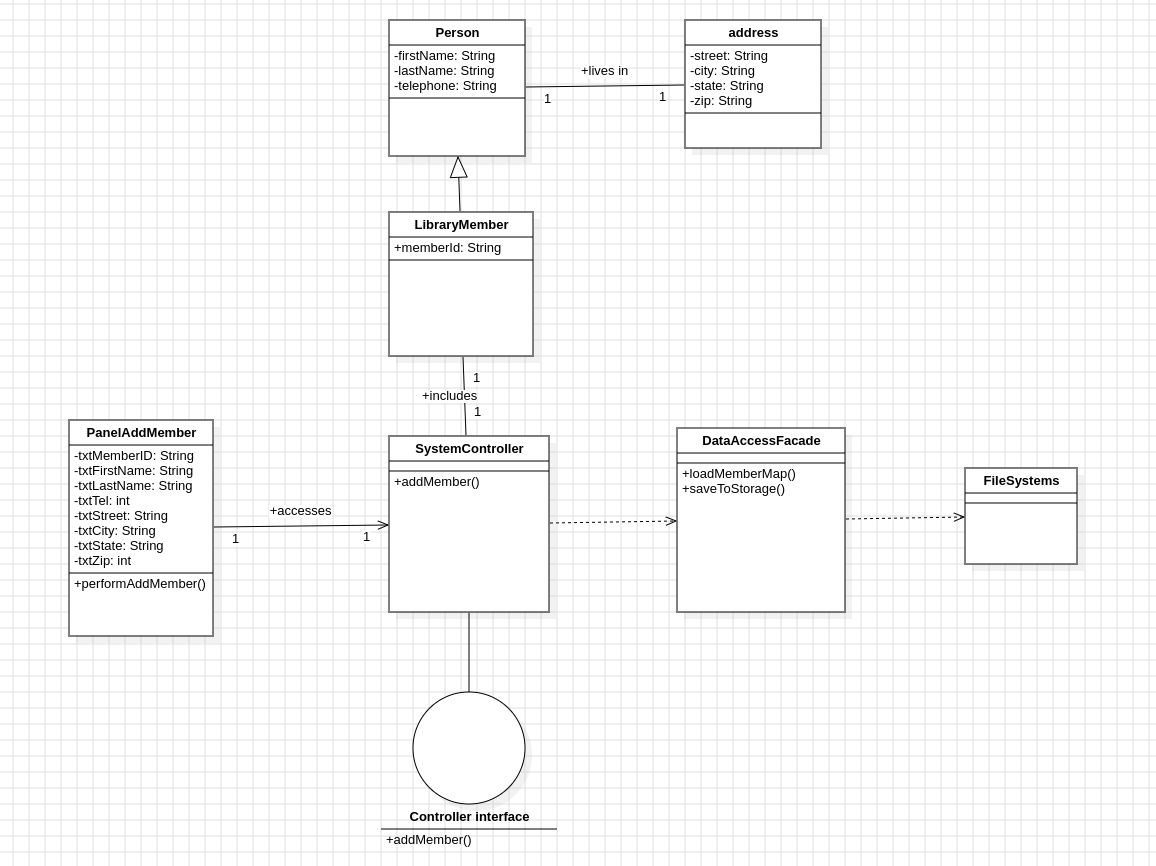 Person
-firstName: String
-lastName: String
-telephone: String
+lives in
1
1
address
-street: String
-city: String
-state: String
-zip: String
LibraryMember
+memberId: String
1
+includes
1
PanelAddMember
-txtMemberID: String
-txtFirstName: String
-txtLastName: String
-txtTel: int
-txtStreet: String
-txtCity: String
-txtState: String
-txtZip: int
+performAddMember()
+accesses
1
1
SystemController
+addMember()
DataAccessFacade
+loadMemberMap()
+saveToStorage()
FileSystems
Controller interface
+addMember()